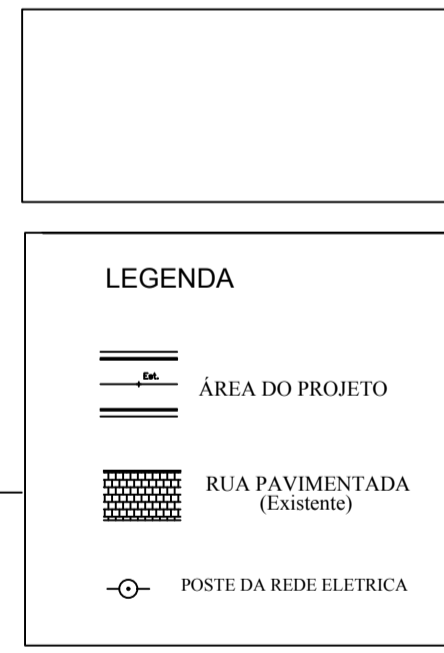 LEGENDA
Est.
ÁREA DO PROJETO
RUA PAVIMENTADA
(Existente)
POSTE DA REDE ELETRICA